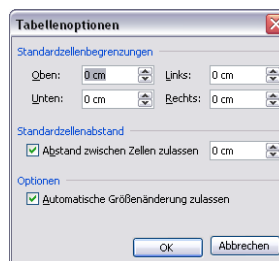 Tabellenoptionen
Standardzellenbegrenzungen
Oben: 0 cm Links: 0 cm
Unten: 0 cm Rechts: 0 cm
Standardzellenabstand
Abstand zwischen Zellen zulassen 0 cm
Optionen
Automatische Größenänderung zulassen
OK Abbrechen